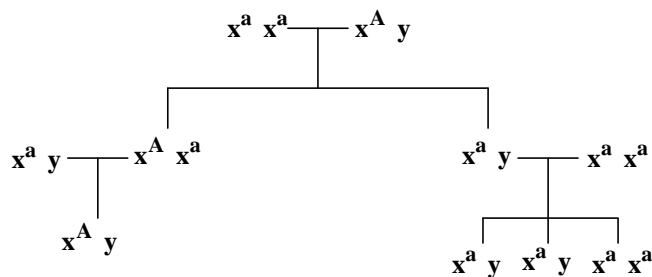 xᵃ xᵃ xᴬ y
xᵃ y xᴬ xᵃ xᵃ y xᵃ xᵃ
xᴬ y
xᵃ y xᵃ y xᵃ xᵃ